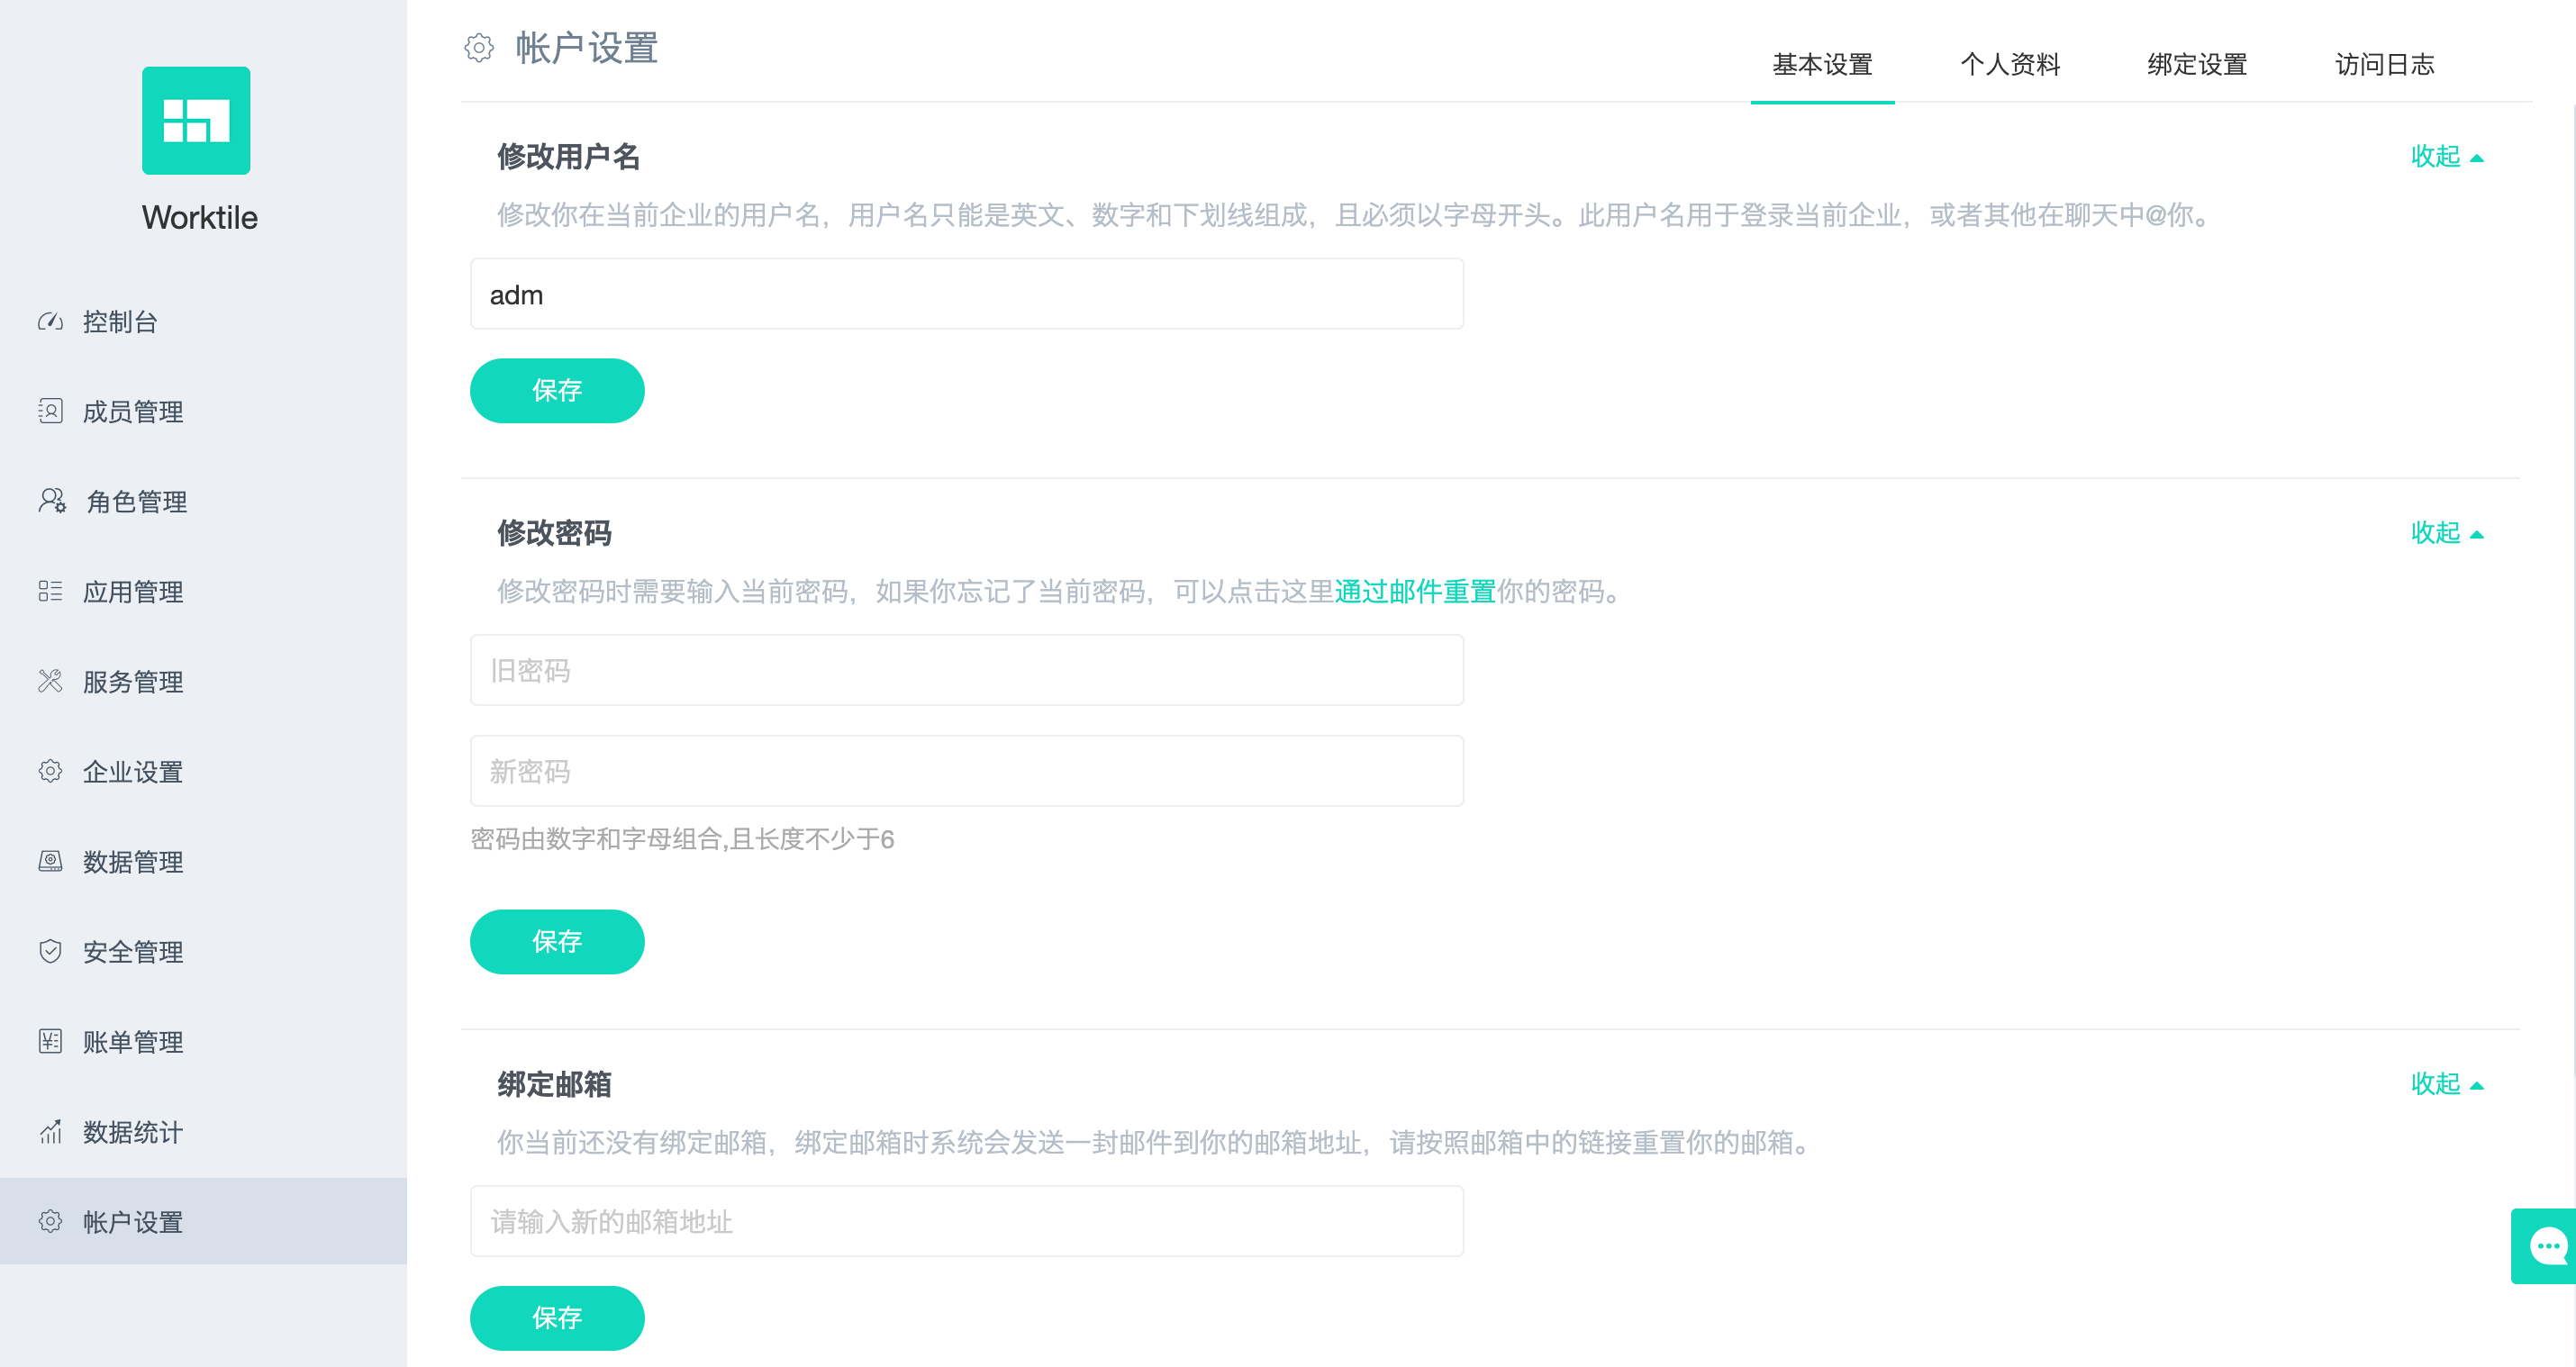 Worktile
控制台
成员管理
角色管理
应用管理
服务管理
企业设置
数据管理
安全管理
账单管理
数据统计
帐户设置
帐户设置
基本设置
个人资料
绑定设置
访问日志
修改用户名
收起
修改你在当前企业的用户名，用户名只能是英文、数字和下划线组成，且必须以字母开头。此用户名用于登录当前企业，或者其他在聊天中@你。
adm
保存
修改密码
收起
修改密码时需要输入当前密码，如果你忘记了当前密码，可以点击这里通过邮件重置你的密码。
旧密码
新密码
密码由数字和字母组合,且长度不少于6
保存
绑定邮箱
收起
你当前还没有绑定邮箱，绑定邮箱时系统会发送一封邮件到你的邮箱地址，请按照邮箱中的链接重置你的邮箱。
请输入新的邮箱地址
保存